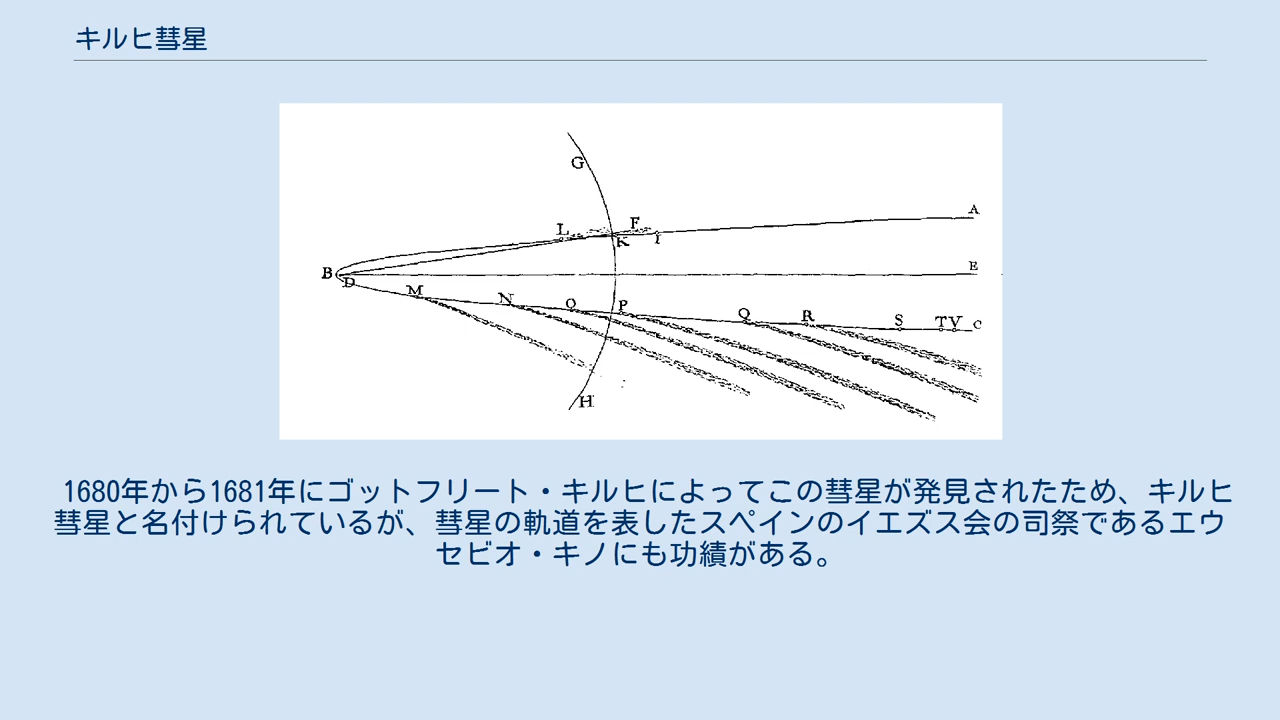 キルヒ彗星
G
A
L
F
K
I
B
D
E
M
N
O
P
Q
R
S
T
V
C
H
1680年から1681年にゴットフリート・キルヒによってこの彗星が発見されたため、キルヒ
彗星と名付けられているが、彗星の軌道を表したスペインのイエズス会の司祭であるエウ
セビオ・キノにも功績がある。